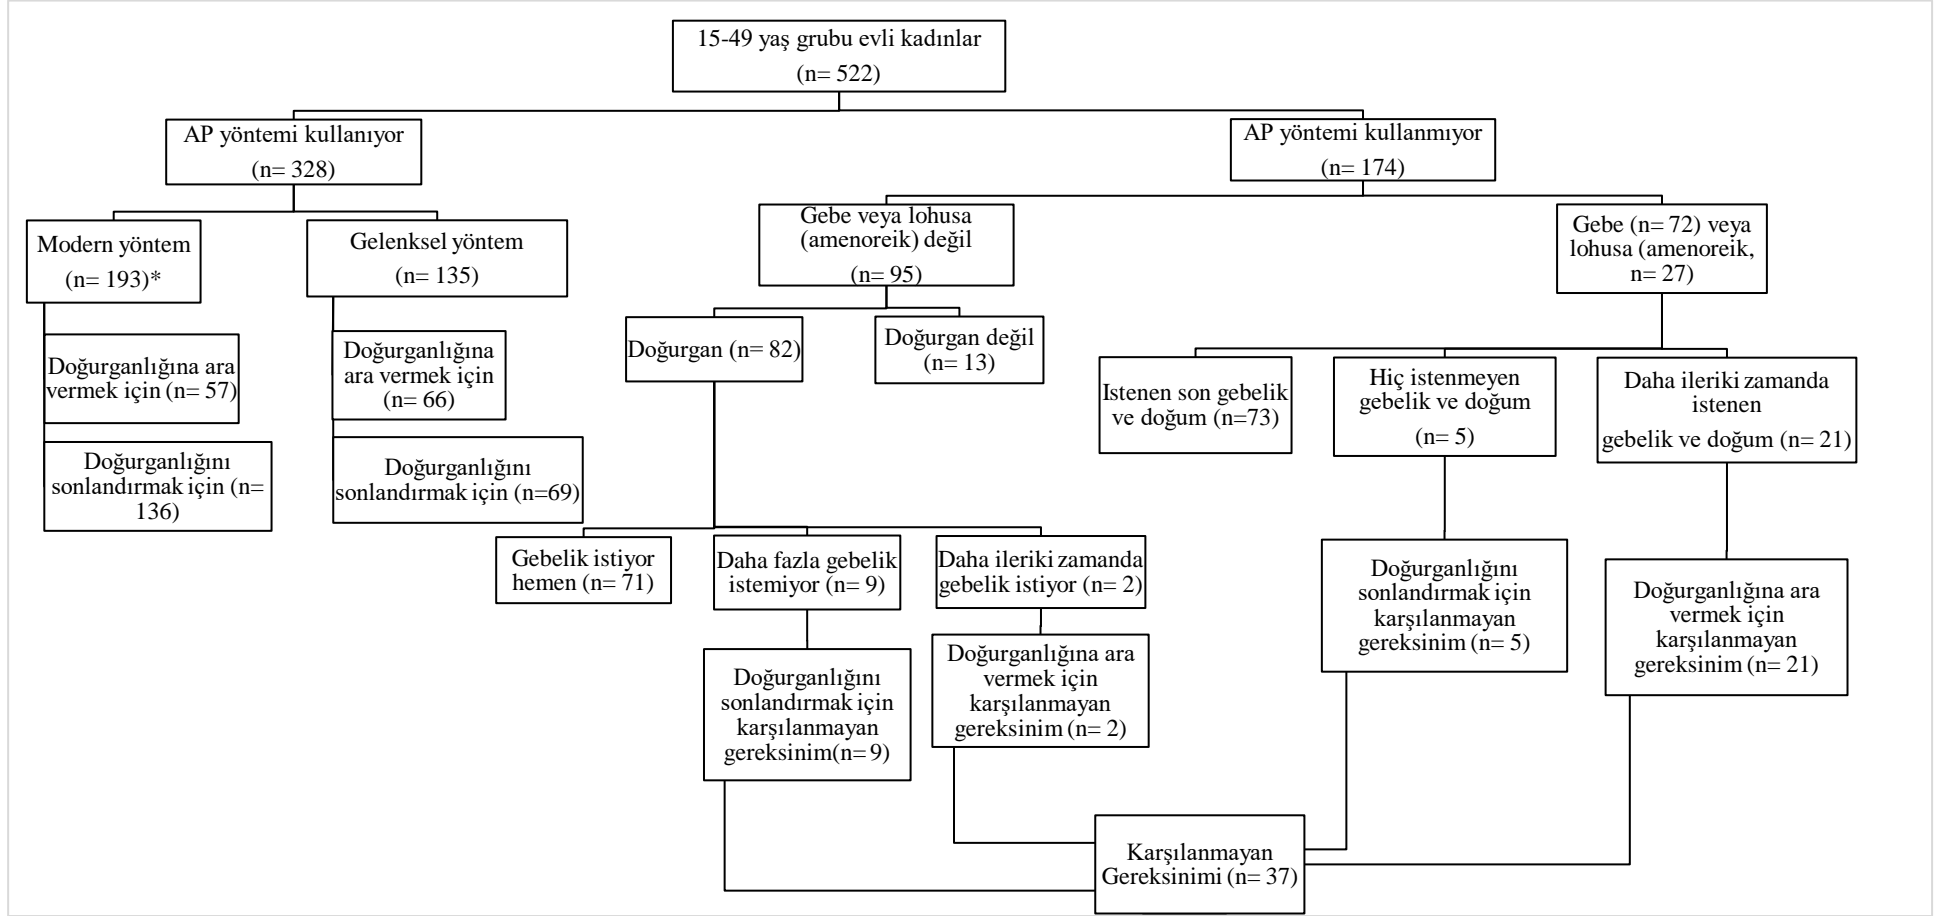 15-49 yaş grubu evli kadınlar
(n= 522)
AP yöntemi kullanıyor
(n= 328)
AP yöntemi kullanmıyor
(n= 174)
Modern yöntem
(n= 193)*
Gelenksel yöntem
(n= 135)
Gebe veya lohusa
(amenoreik) değil
(n= 95)
Gebe (n= 72) veya
lohusa (amenoreik,
n= 27)
Doğurganlığına ara
vermek için (n= 57)
Doğurganlığını
sonlandırmak için (n=
136)
Doğurganlığına
ara vermek için
(n= 66)
Doğurganlığını
sonlandırmak için (n=69)
Doğurgan (n= 82)
Doğurgan değil
(n= 13)
Istenen son gebelik
ve doğum (n=73)
Hiç istenmeyen
gebelik ve doğum
(n= 5)
Daha ileriki zamanda
istenen
gebelik ve doğum (n= 21)
Gebelik istiyor
hemen (n= 71)
Daha fazla gebelik
istemiyor (n= 9)
Daha ileriki zamanda
gebelik istiyor (n= 2)
Doğurganlığını
sonlandırmak için
karşılanmayan
gereksinim(n= 9)
Doğurganlığına ara
vermek için
karşılanmayan
gereksinim (n= 2)
Doğurganlığını
sonlandırmak için
karşılanmayan
gereksinim (n= 5)
Doğurganlığına ara
vermek için
karşılanmayan
gereksinim (n= 21)
Karşılanmayan
Gereksinimi (n= 37)